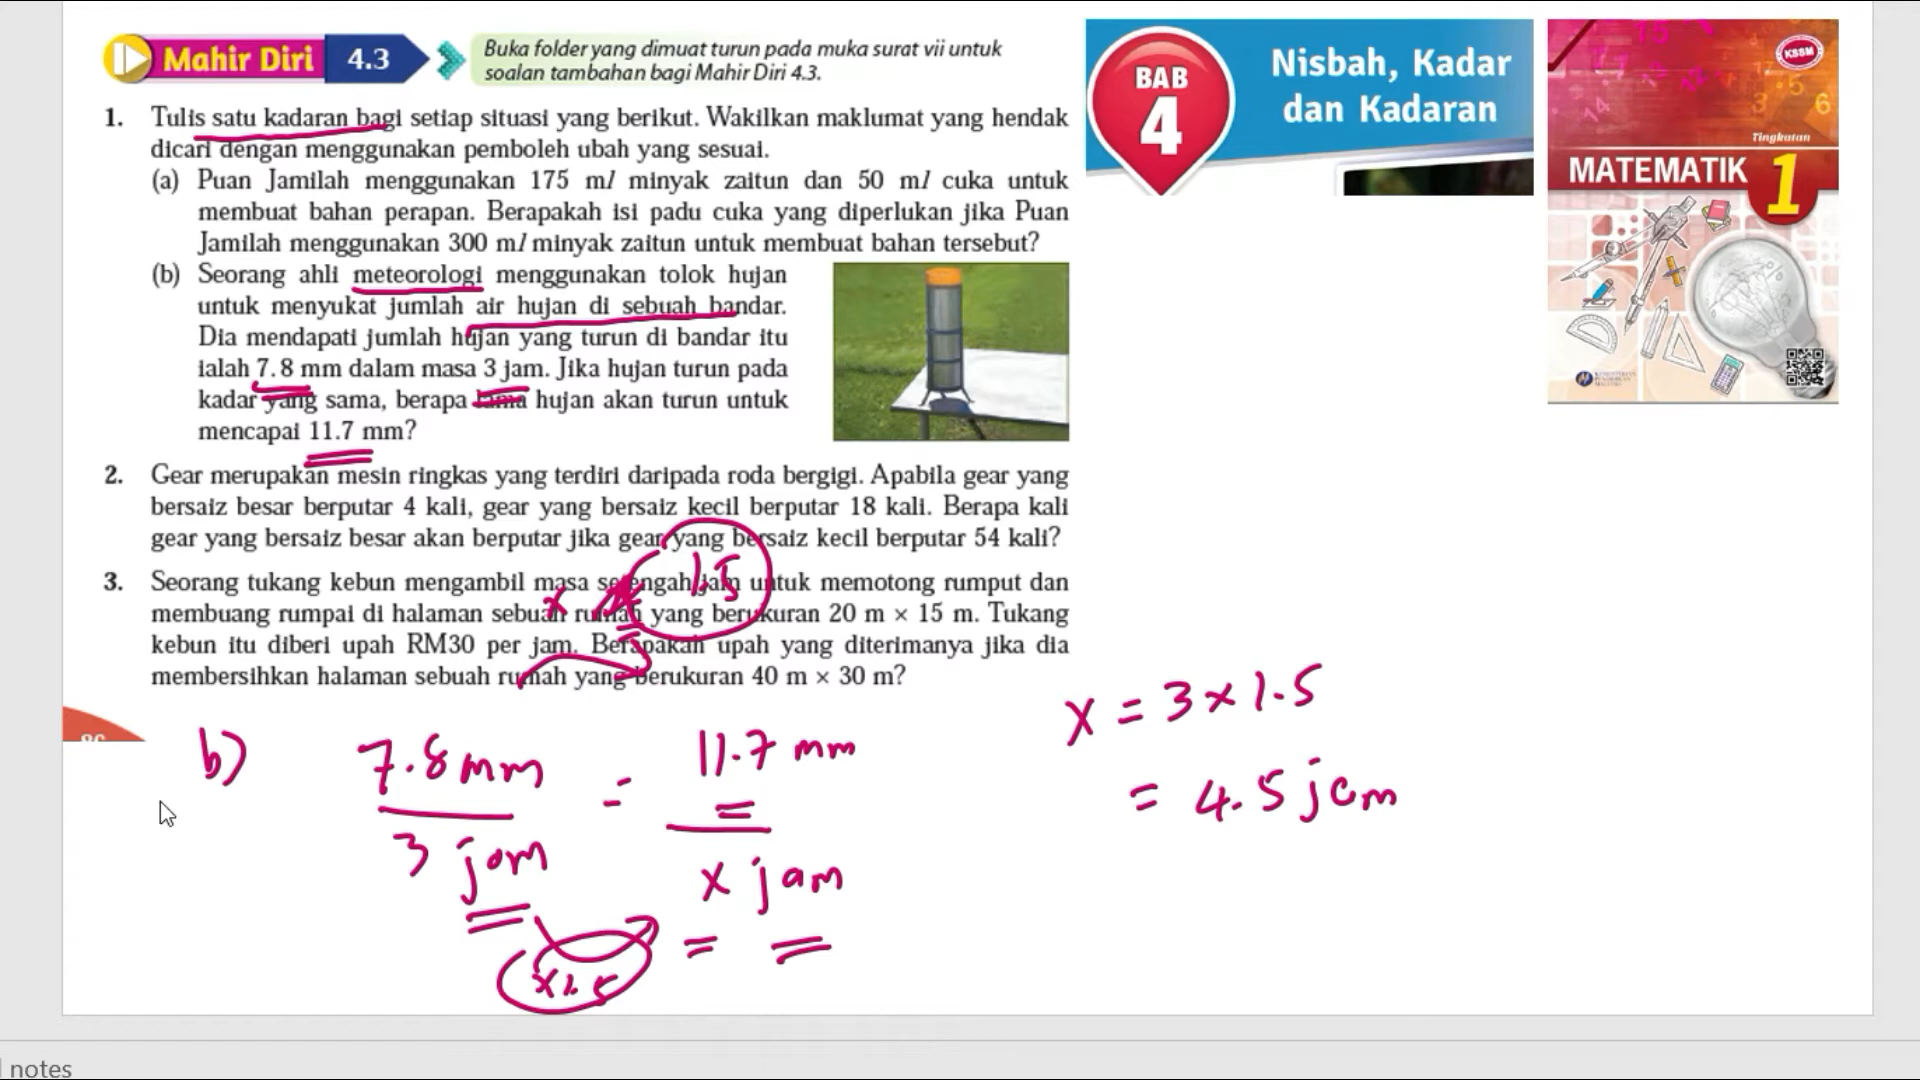 Mahir Diri 4.3
Buka folder yang dimuat turun pada muka surat vii untuk
soalan tambahan bagi Mahir Diri 4.3.
1. Tulis satu kadaran bagi setiap situasi yang berikut. Wakilkan maklumat yang hendak
dicari dengan menggunakan pemboleh ubah yang sesuai.
(a) Puan Jamilah menggunakan 175 ml minyak zaitun dan 50 ml cuka untuk
membuat bahan perapan. Berapakah isi padu cuka yang diperlukan jika Puan
Jamilah menggunakan 300 ml minyak zaitun untuk membuat bahan tersebut?
(b) Seorang ahli meteorologi menggunakan tolok hujan
untuk menyukat jumlah air hujan di sebuah bandar.
Dia mendapati jumlah hujan yang turun di bandar itu
ialah 7.8 mm dalam masa 3 jam. Jika hujan turun pada
kadar yang sama, berapa lama hujan akan turun untuk
mencapai 11.7 mm?
2. Gear merupakan mesin ringkas yang terdiri daripada roda bergigi. Apabila gear yang
bersaiz besar berputar 4 kali, gear yang bersaiz kecil berputar 18 kali. Berapa kali
gear yang bersaiz besar akan berputar jika gear yang bersaiz kecil berputar 54 kali?
3. Seorang tukang kebun mengambil masa setengah jam untuk memotong rumput dan
membuang rumpai di halaman sebuah rumah yang berukuran 20 m × 15 m. Tukang
kebun itu diberi upah RM30 per jam. Berapakah upah yang diterimanya jika dia
membersihkan halaman sebuah rumah yang berukuran 40 m × 30 m?
BAB
4
Nisbah, Kadar
dan Kadaran
KSSM
Tingkatan
MATEMATIK 1
x 1.5
b) 7.8 mm = 11.7 mm
3 jam x jam
x1.5
x = 3 x 1.5
= 4.5 jam
notes